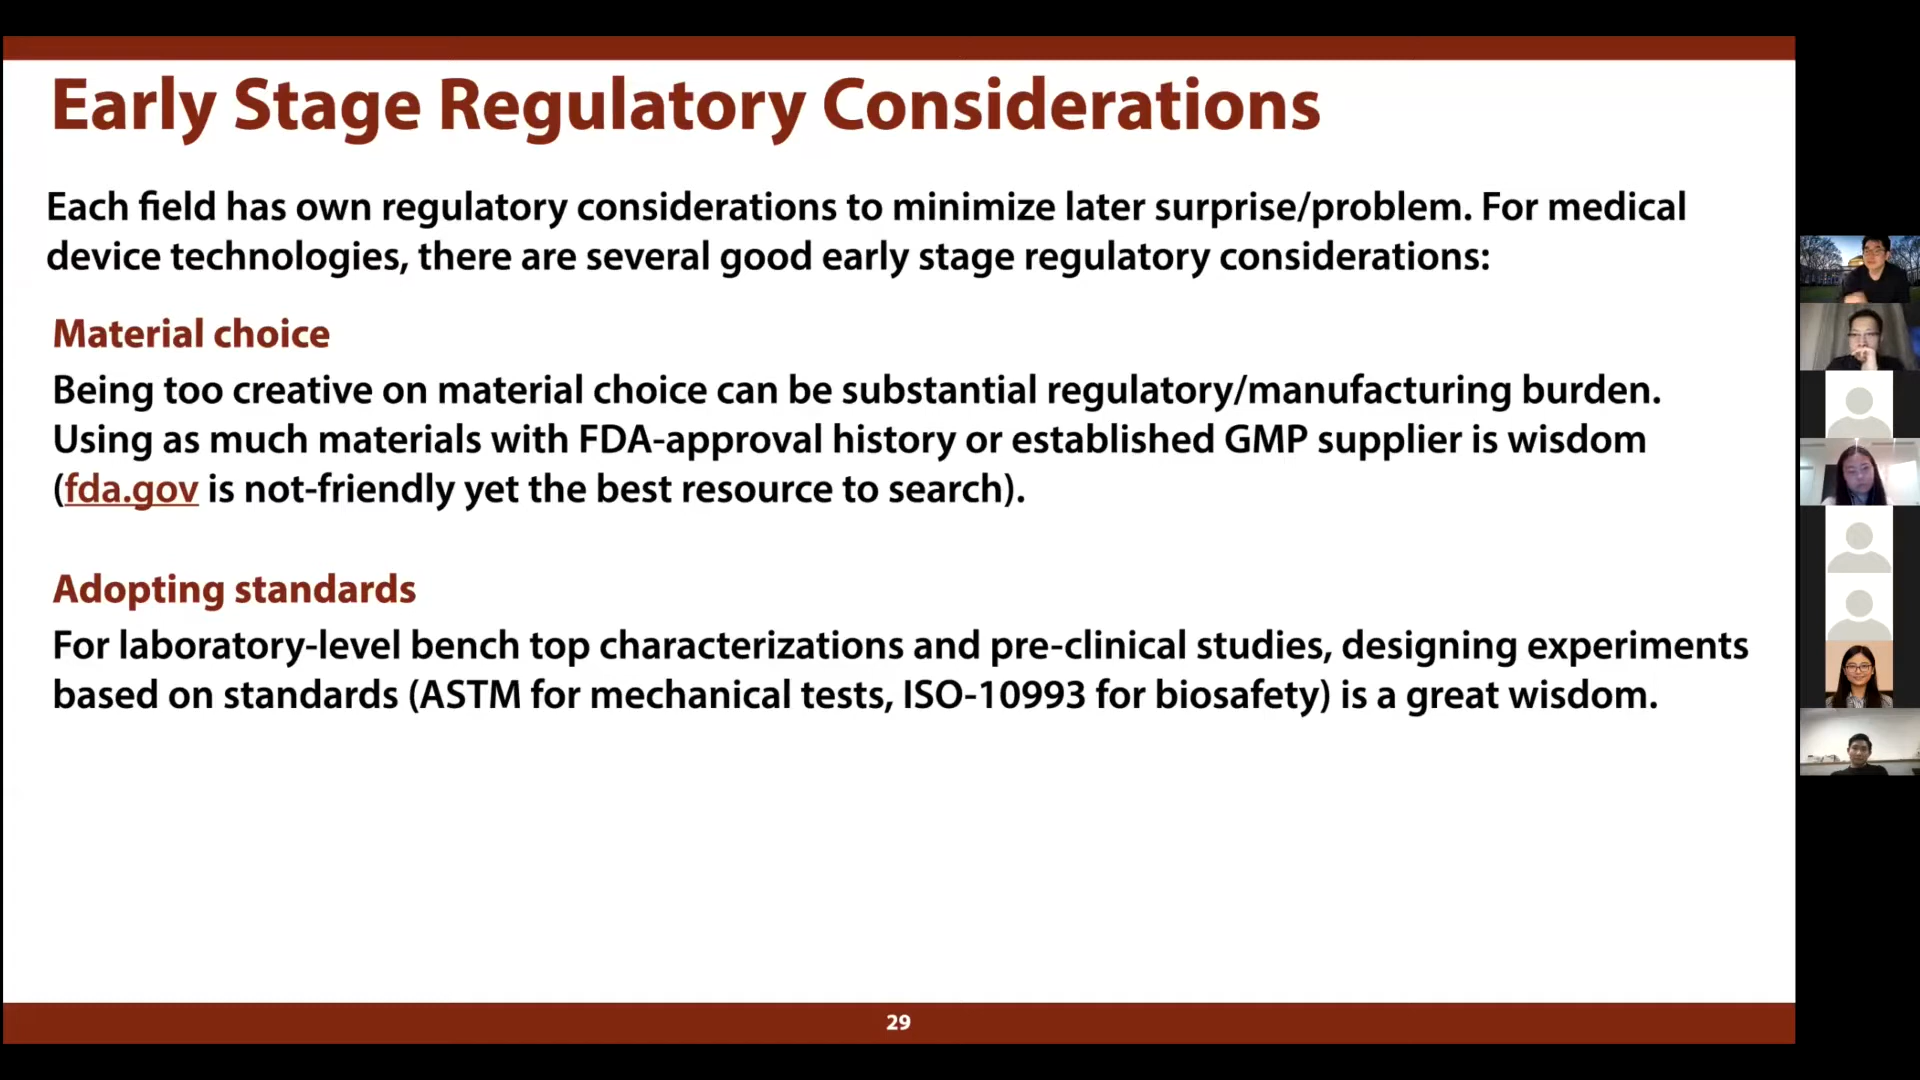 Early Stage Regulatory Considerations
Each field has own regulatory considerations to minimize later surprise/problem. For medical
device technologies, there are several good early stage regulatory considerations:
Material choice
Being too creative on material choice can be substantial regulatory/manufacturing burden.
Using as much materials with FDA-approval history or established GMP supplier is wisdom
(fda.gov is not-friendly yet the best resource to search).
Adopting standards
For laboratory-level bench top characterizations and pre-clinical studies, designing experiments
based on standards (ASTM for mechanical tests, ISO-10993 for biosafety) is a great wisdom.
29